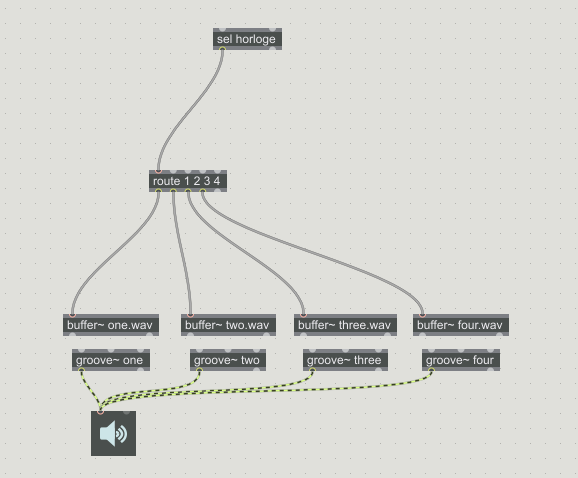 sel horloge
route 1 2 3 4
buffer~ one.wav
buffer~ two.wav
buffer~ three.wav
buffer~ four.wav
groove~ one
groove~ two
groove~ three
groove~ four